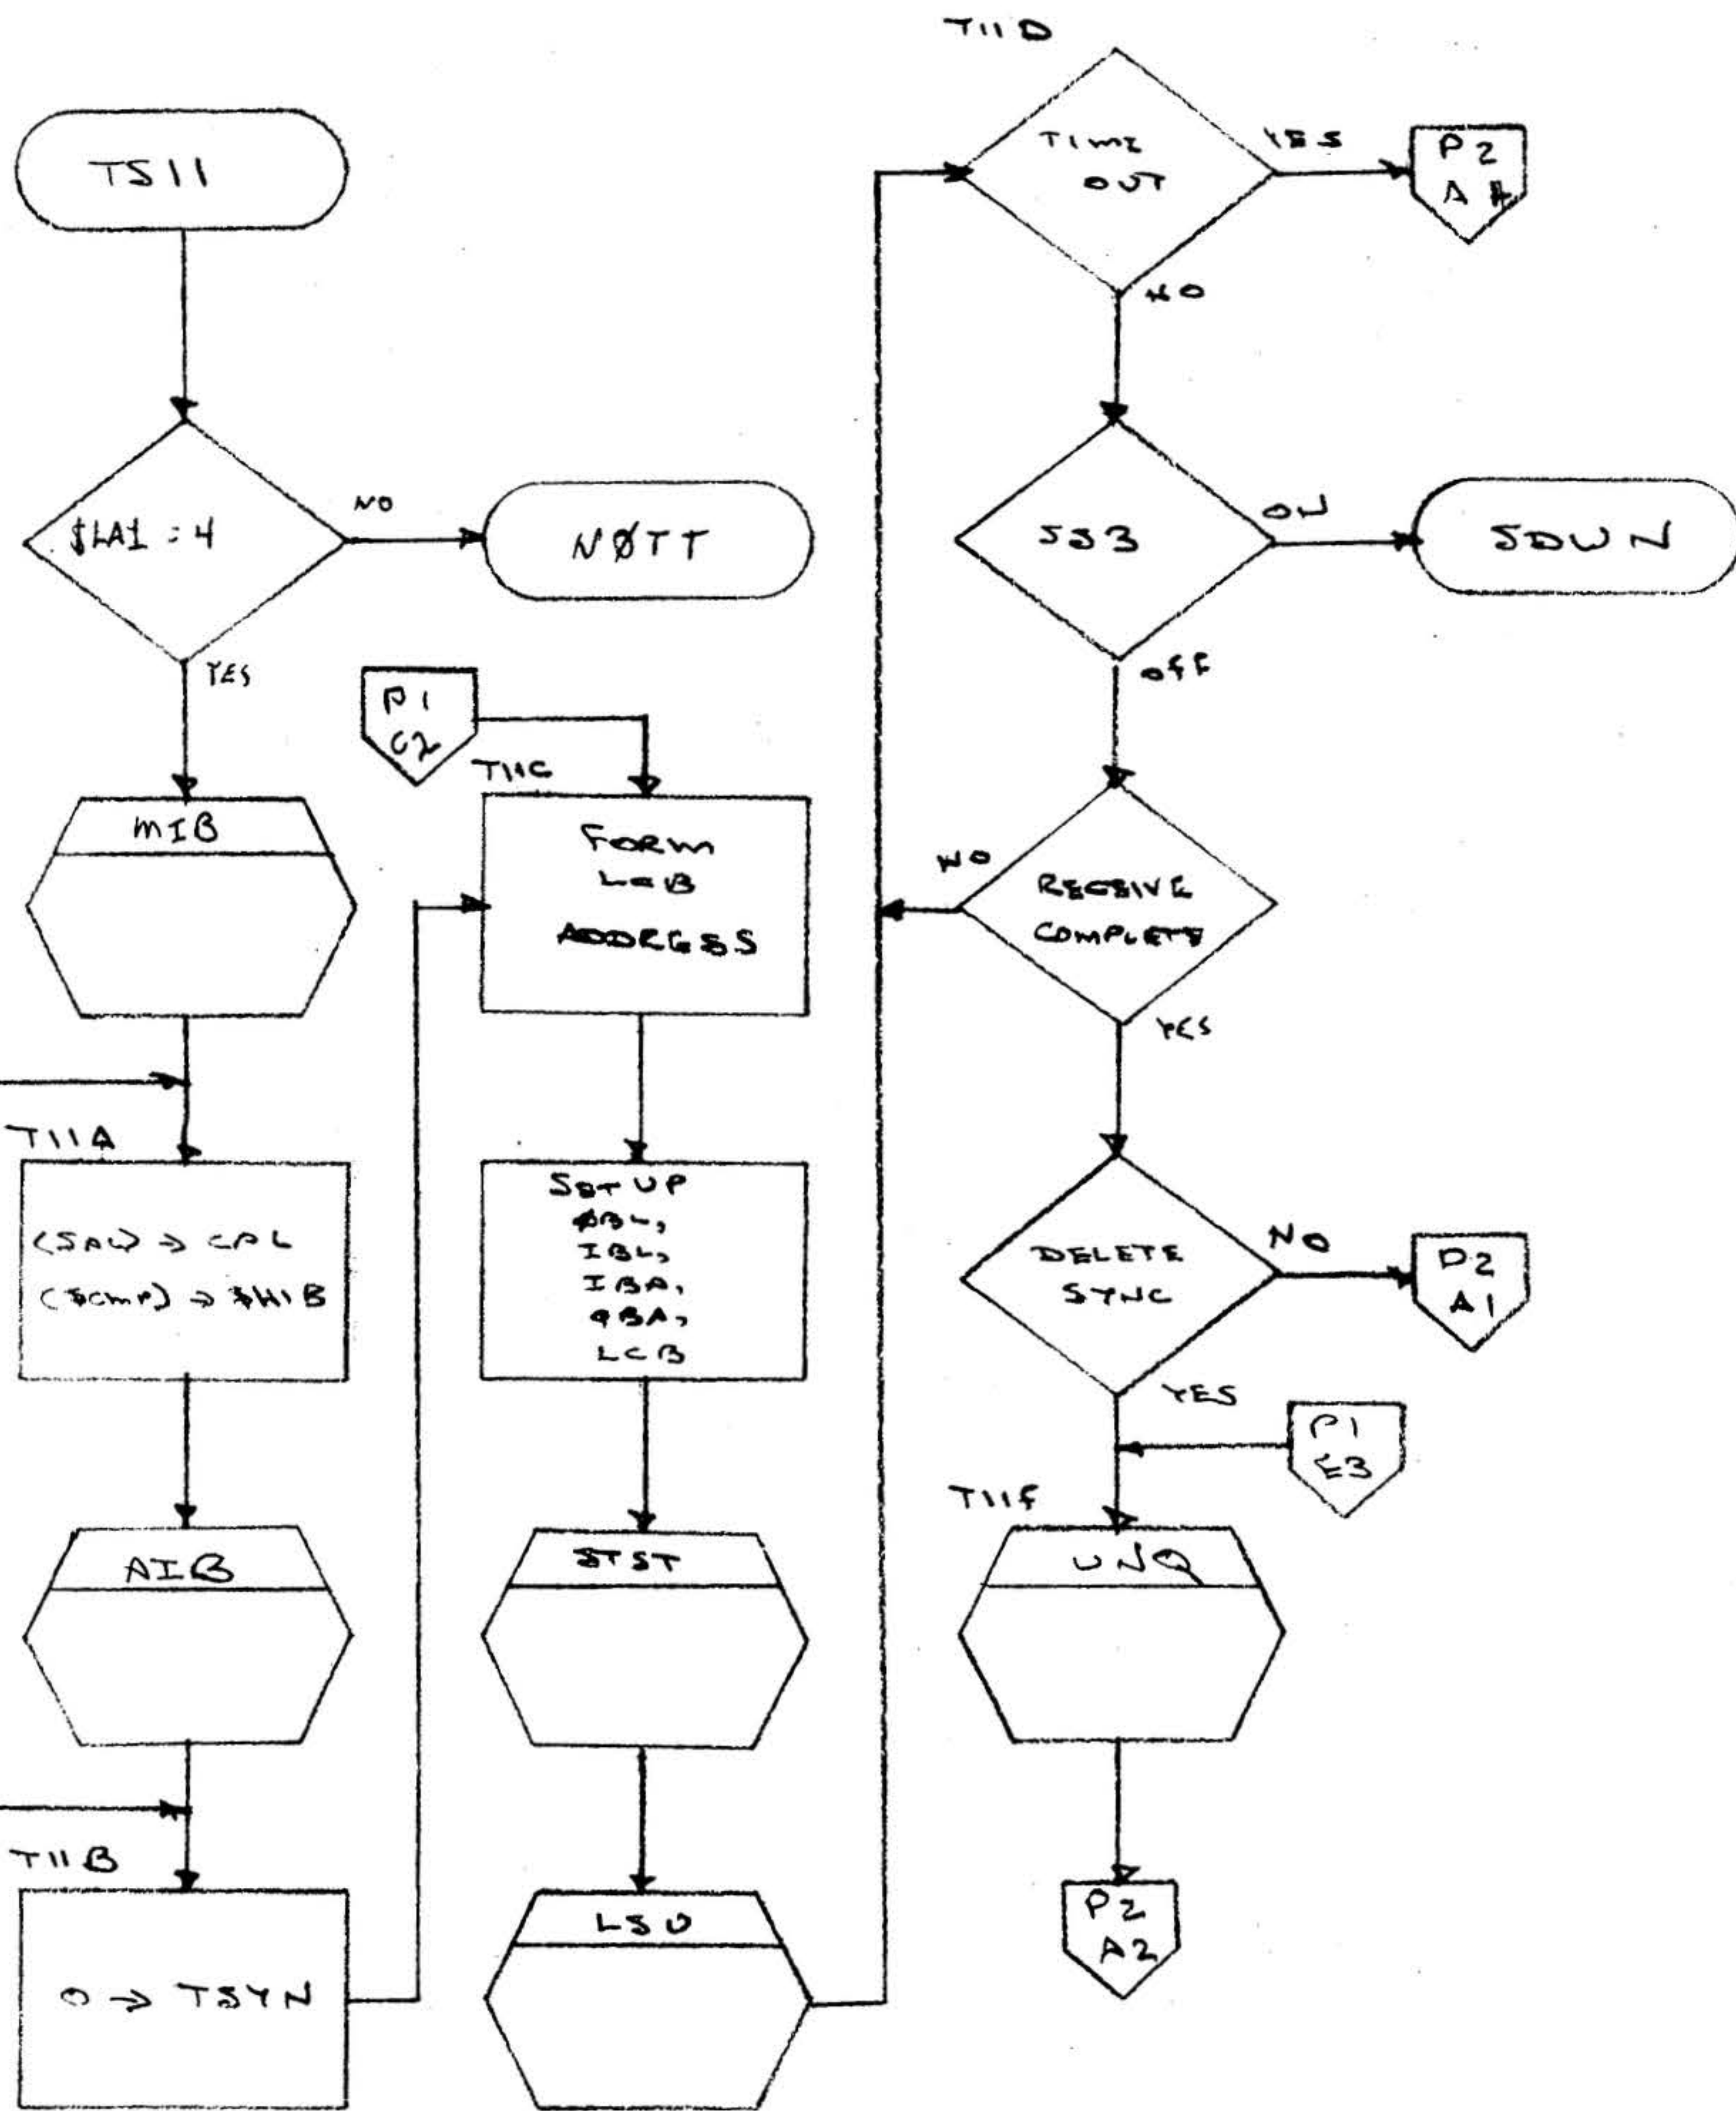 TS11
$LA1 : 4
NO
NØTT
YES
MIB
T11A
($CMP) → $HIB
AIB
T11B
0 → TSYN
P1
C2
T11C
FORM
LCB
ADDRESS
SET UP
ØBL,
IBL,
IBA,
ØBA,
LCB
STST
LSU
T11D
TIME
OUT
YES
P2
A4
NO
SS3
ON
SDWN
OFF
RECEIVE
COMPLETE
NO
YES
DELETE
SYNC
NO
P2
A1
YES
P1
E3
T11F
UNQ
P2
A2